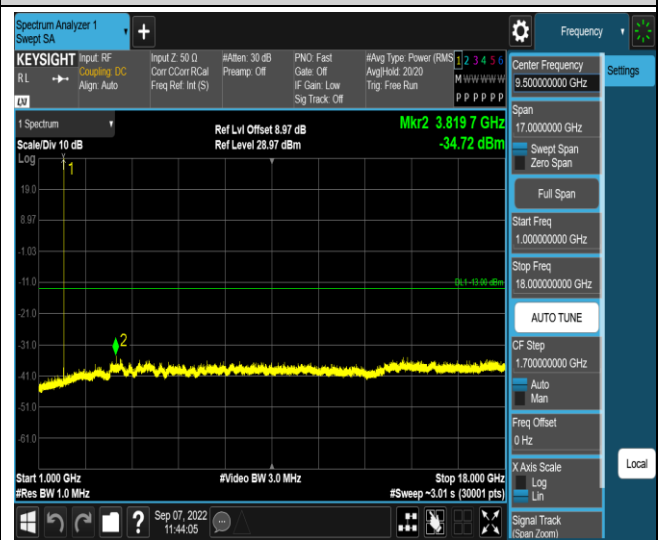 Spectrum Analyzer 1
Swept SA
+
Frequency
KEYSIGHT
RL
LXI
Input: RF
Coupling: DC
Align: Auto
Input Z: 50 Ω
Corr CCorr RCal
Freq Ref: Int (S)
#Atten: 30 dB
Preamp: Off
PNO: Fast
Gate: Off
IF Gain: Low
Sig Track: Off
#Avg Type: Power (RMS
Avg|Hold: 20/20
Trig: Free Run
1 2 3 4 5 6
M W W W W W
P P P P P P
1 Spectrum
Scale/Div 10 dB
Ref Lvl Offset 8.97 dB
Ref Level 28.97 dBm
Mkr2 3.819 7 GHz
-34.72 dBm
Log
1
19.0
8.97
-1.03
-11.0
DL1 -13.00 dBm
-21.0
-31.0
2
-41.0
-51.0
-61.0
Start 1.000 GHz
#Video BW 3.0 MHz
Stop 18.000 GHz
#Res BW 1.0 MHz
#Sweep ~3.01 s (30001 pts)
?
Sep 07, 2022
11:44:05
Center Frequency
9.500000000 GHz
Settings
Span
17.0000000 GHz
Swept Span
Zero Span
Full Span
Start Freq
1.000000000 GHz
Stop Freq
18.000000000 GHz
AUTO TUNE
CF Step
1.700000000 GHz
Auto
Man
Freq Offset
0 Hz
X Axis Scale
Log
Lin
Local
Signal Track
(Span Zoom)